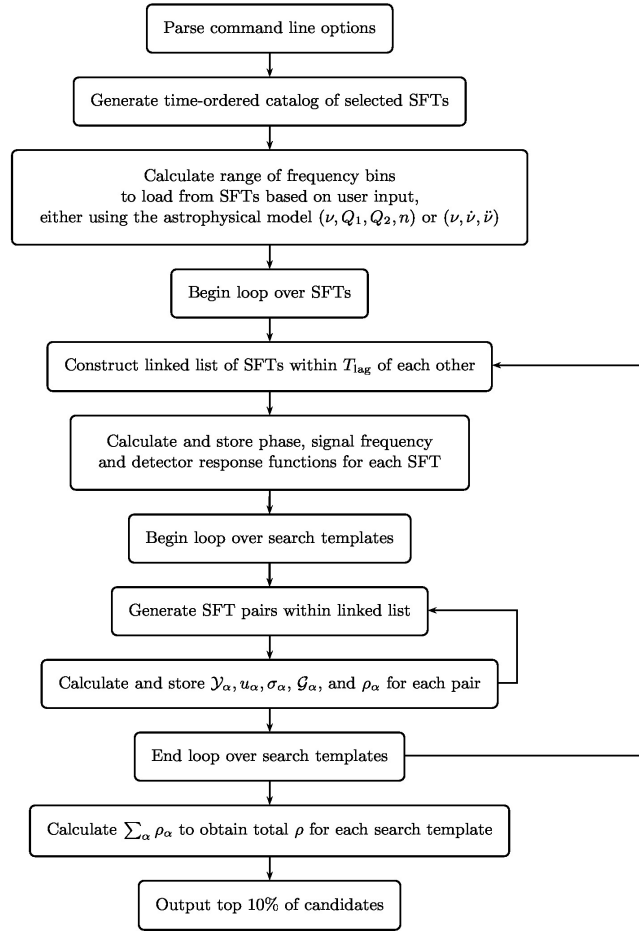 Parse command line options
Generate time-ordered catalog of selected SFTs
Calculate range of frequency bins
to load from SFTs based on user input,
either using the astrophysical model (ν, Q₁, Q₂, n) or (ν, ν̇, ν̈)
Begin loop over SFTs
Construct linked list of SFTs within T_lag of each other
Calculate and store phase, signal frequency
and detector response functions for each SFT
Begin loop over search templates
Generate SFT pairs within linked list
Calculate and store 𝒴_α, u_α, σ_α, 𝒢_α, and ρ_α for each pair
End loop over search templates
Calculate ∑_α ρ_α to obtain total ρ for each search template
Output top 10% of candidates